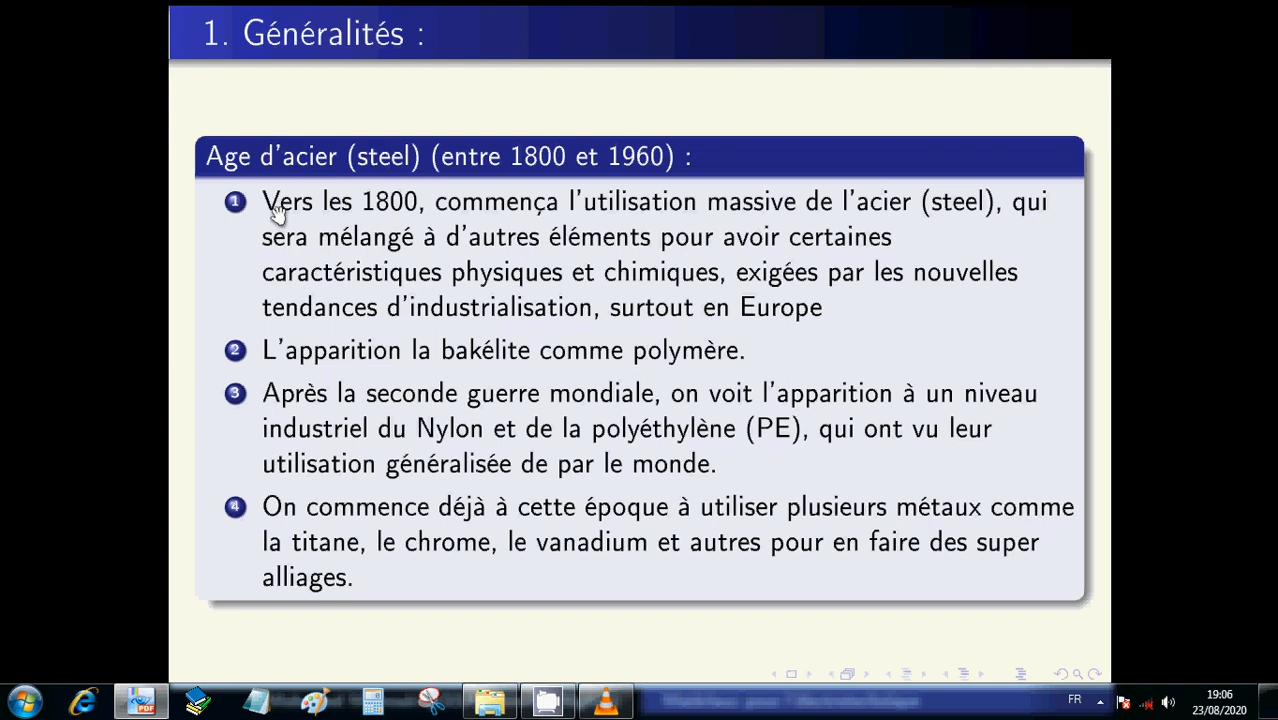 1. Généralités :
Age d'acier (steel) (entre 1800 et 1960) :
1 Vers les 1800, commença l'utilisation massive de l'acier (steel), qui
sera mélangé à d'autres éléments pour avoir certaines
caractéristiques physiques et chimiques, exigées par les nouvelles
tendances d'industrialisation, surtout en Europe
2 L'apparition la bakélite comme polymère.
3 Après la seconde guerre mondiale, on voit l'apparition à un niveau
industriel du Nylon et de la polyéthylène (PE), qui ont vu leur
utilisation généralisée de par le monde.
4 On commence déjà à cette époque à utiliser plusieurs métaux comme
la titane, le chrome, le vanadium et autres pour en faire des super
alliages.
PDF
FR
19:06
23/08/2020